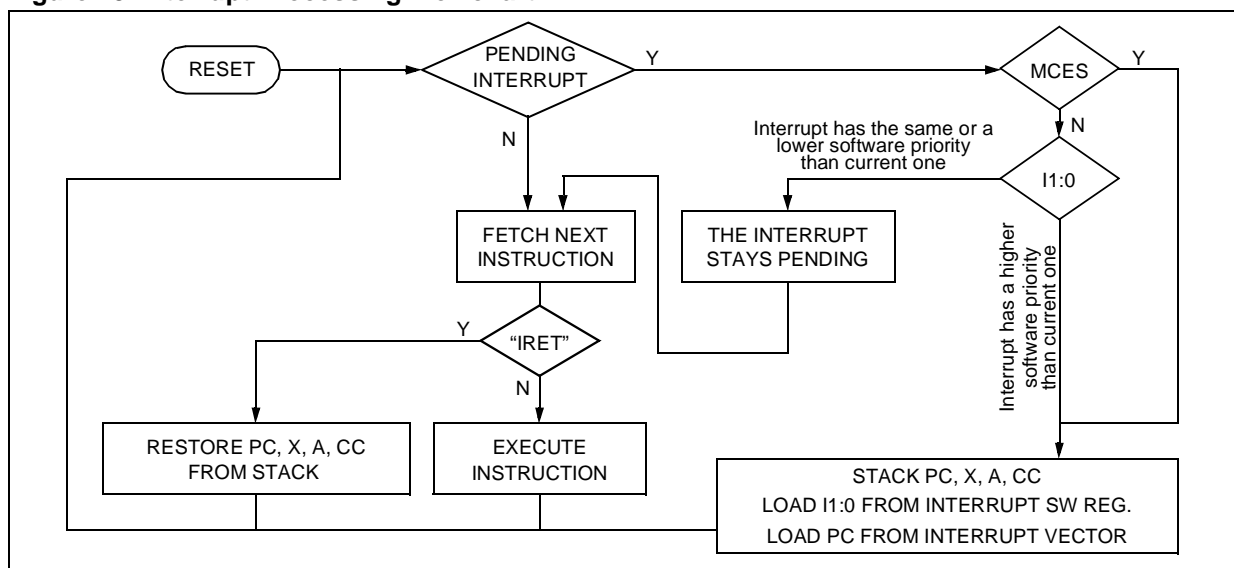 RESET
PENDING
INTERRUPT
Y
MCES
Y
N
N
Interrupt has the same or a
lower software priority
than current one
I1:0
FETCH NEXT
INSTRUCTION
THE INTERRUPT
STAYS PENDING
Interrupt has a higher
software priority
than current one
Y
“IRET”
N
RESTORE PC, X, A, CC
FROM STACK
EXECUTE
INSTRUCTION
STACK PC, X, A, CC
LOAD I1:0 FROM INTERRUPT SW REG.
LOAD PC FROM INTERRUPT VECTOR